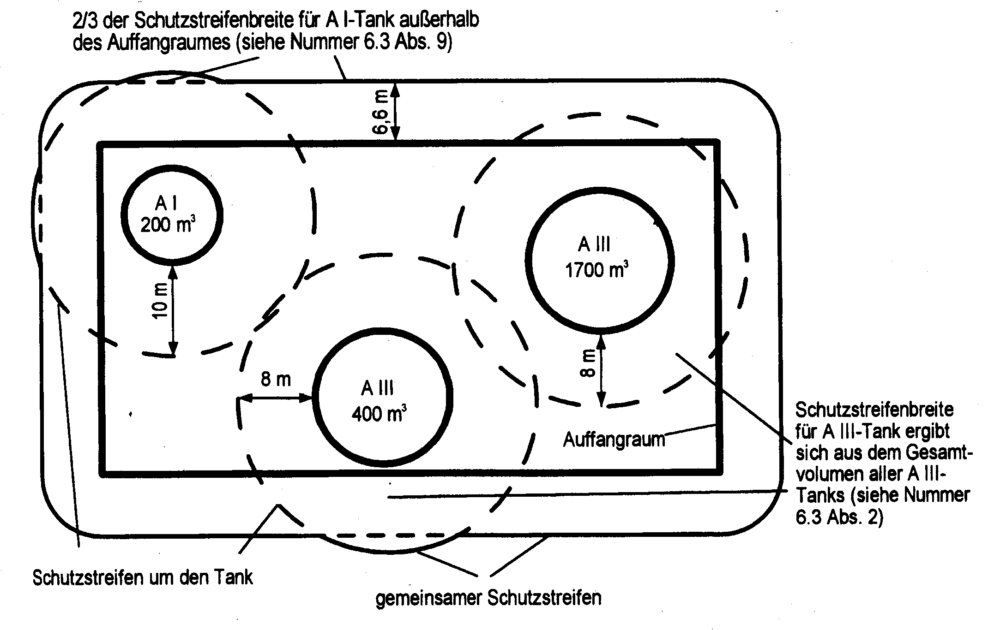 2/3 der Schutzstreifenbreite für A I-Tank außerhalb
des Auffangraumes (siehe Nummer 6.3 Abs. 9)
6,6 m
A I
200 m³
10 m
A III
1700 m³
8 m
8 m
A III
400 m³
Auffangraum
Schutzstreifenbreite
für A III-Tank ergibt
sich aus dem Gesamt-
volumen aller A III-
Tanks (siehe Nummer
6.3 Abs. 2)
Schutzstreifen um den Tank
gemeinsamer Schutzstreifen